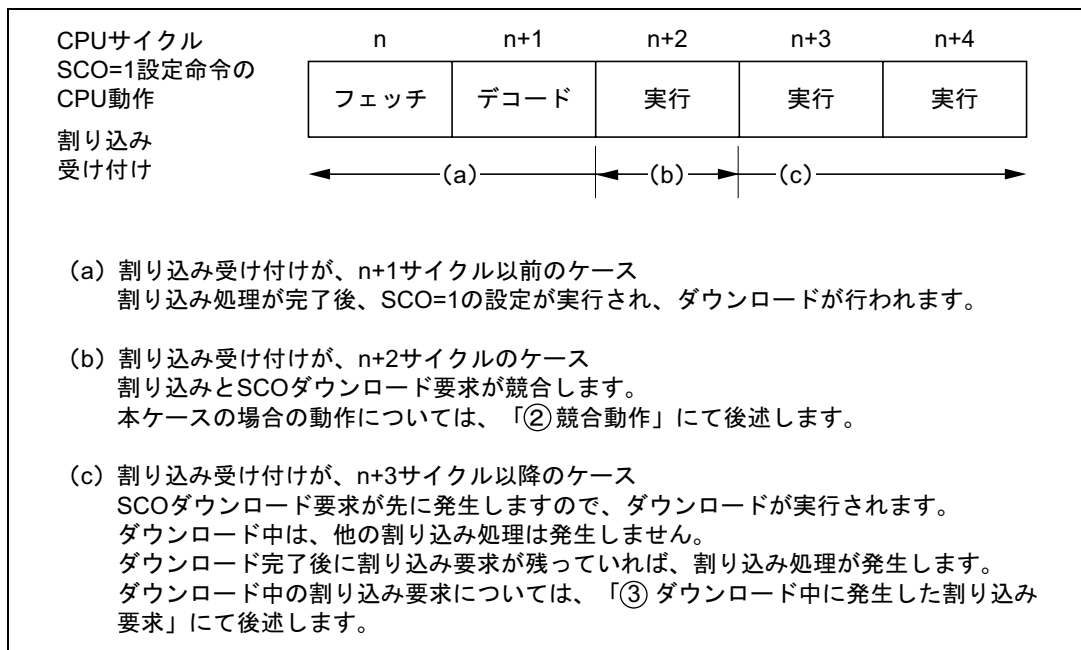 CPUサイクル n n+1 n+2 n+3 n+4
SCO=1設定命令の
CPU動作 フェッチ デコード 実行 実行 実行
割り込み
受け付け (a) (b) (c)
(a) 割り込み受け付けが、n+1サイクル以前のケース
割り込み処理が完了後、SCO=1の設定が実行され、ダウンロードが行われます。
(b) 割り込み受け付けが、n+2サイクルのケース
割り込みとSCOダウンロード要求が競合します。
本ケースの場合の動作については、「②競合動作」にて後述します。
(c) 割り込み受け付けが、n+3サイクル以降のケース
SCOダウンロード要求が先に発生しますので、ダウンロードが実行されます。
ダウンロード中は、他の割り込み処理は発生しません。
ダウンロード完了後に割り込み要求が残っていれば、割り込み処理が発生します。
ダウンロード中の割り込み要求については、「③ ダウンロード中に発生した割り込み
要求」にて後述します。